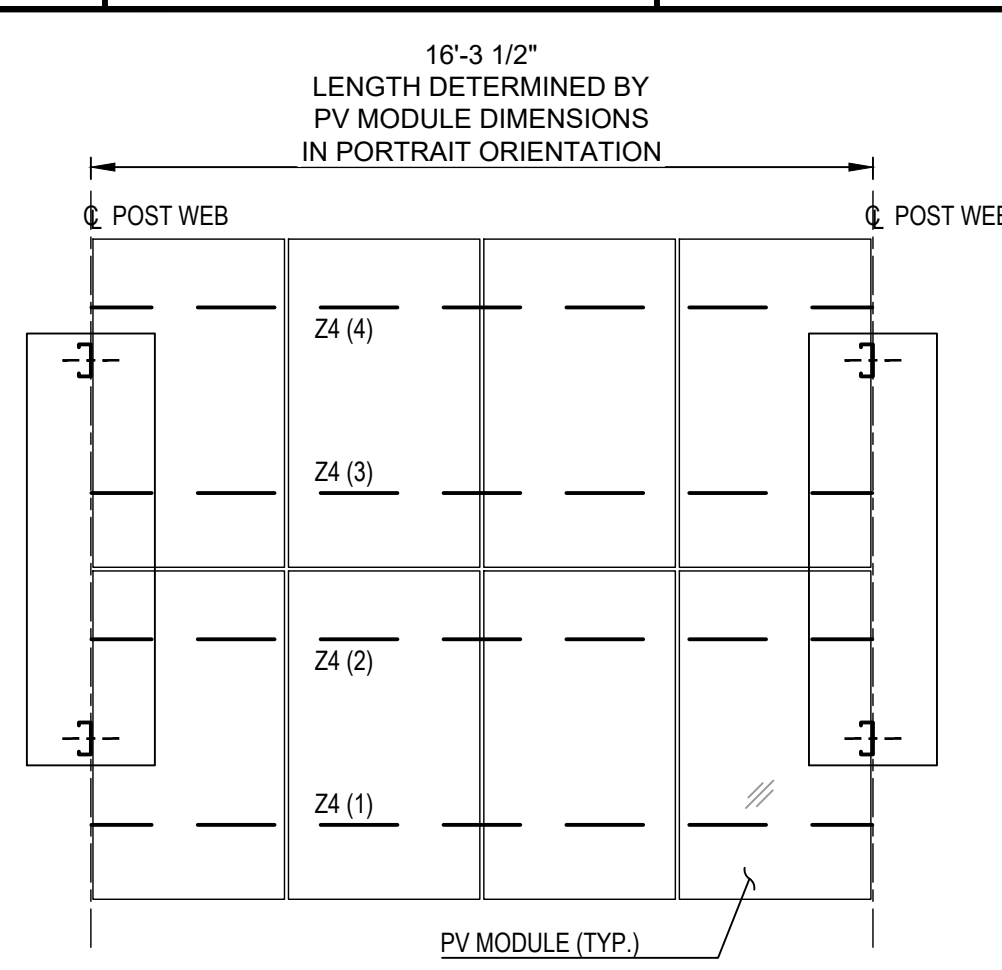 16'-3 1/2"
LENGTH DETERMINED BY
PV MODULE DIMENSIONS
IN PORTRAIT ORIENTATION
℄ POST WEB
℄ POST WEB
Z4 (4)
Z4 (3)
Z4 (2)
Z4 (1)
PV MODULE (TYP.)